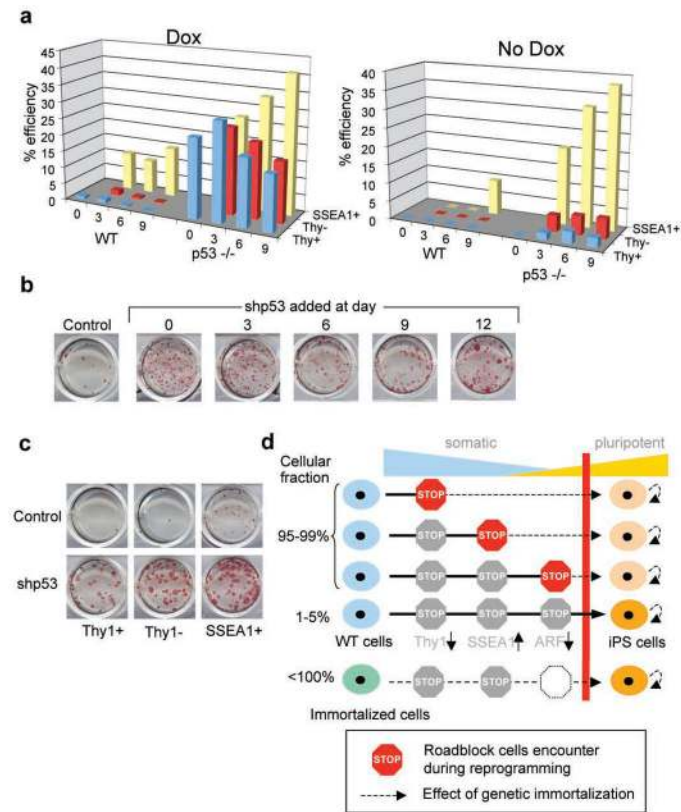 a
Dox
% efficiency
45
40
35
30
25
20
15
10
5
0
0 3 6 9
WT
0 3 6 9
p53 -/-
SSEA1+
Thy-
Thy+
No Dox
% efficiency
40
35
30
25
20
15
10
5
0
0 3 6 9
WT
0 3 6 9
p53 -/-
SSEA1+
Thy-
Thy+
b
shp53 added at day
Control 0 3 6 9 12
c
Control
shp53
Thy1+ Thy1- SSEA1+
d
somatic pluripotent
Cellular
fraction
STOP
95-99%
STOP STOP
STOP STOP STOP
1-5%
STOP STOP STOP
WT cells Thy1 SSEA1 ARF iPS cells
<100%
STOP STOP
Immortalized cells
STOP
Roadblock cells encounter
during reprogramming
Effect of genetic immortalization